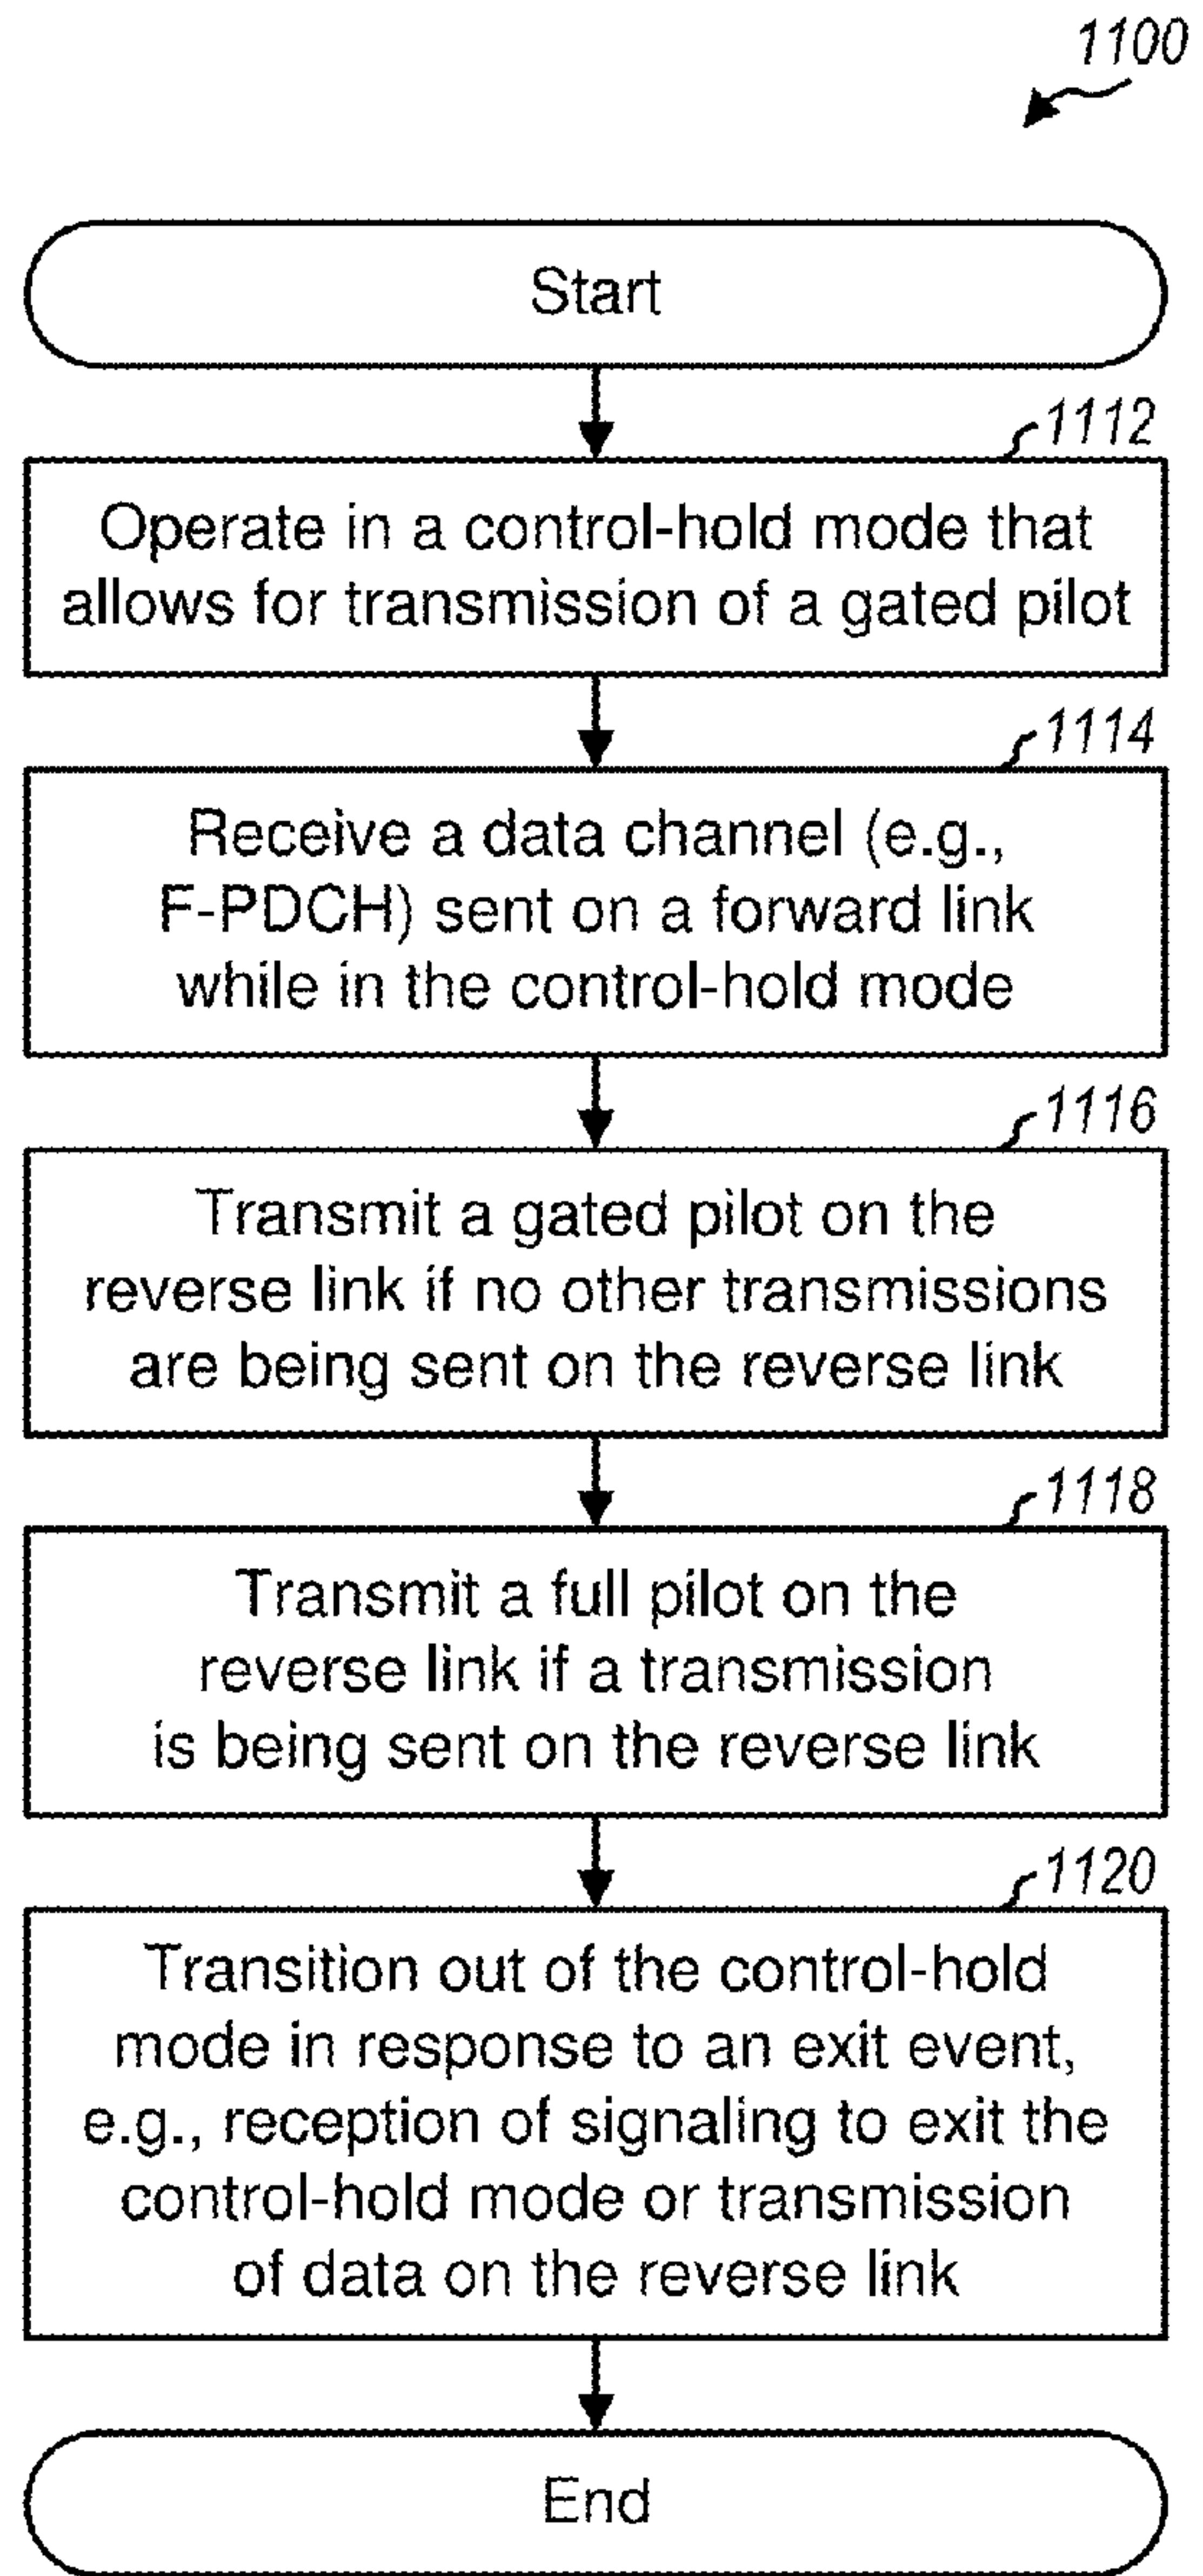 1100
Start
1112
Operate in a control-hold mode that
allows for transmission of a gated pilot
1114
Receive a data channel (e.g.,
F-PDCH) sent on a forward link
while in the control-hold mode
1116
Transmit a gated pilot on the
reverse link if no other transmissions
are being sent on the reverse link
1118
Transmit a full pilot on the
reverse link if a transmission
is being sent on the reverse link
1120
Transition out of the control-hold
mode in response to an exit event,
e.g., reception of signaling to exit the
control-hold mode or transmission
of data on the reverse link
End